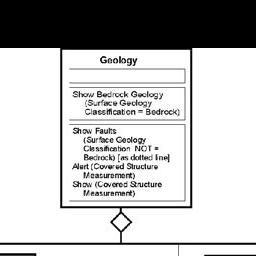 Geology
Show Bedrock Geology
(Surface Geology
Classification = Bedrock)
Show Faults
(Surface Geology
Classification NOT =
Bedrock) [as dotted line]
Alert (Covered Structure
Measurement)
Show (Covered Structure
Measurement)